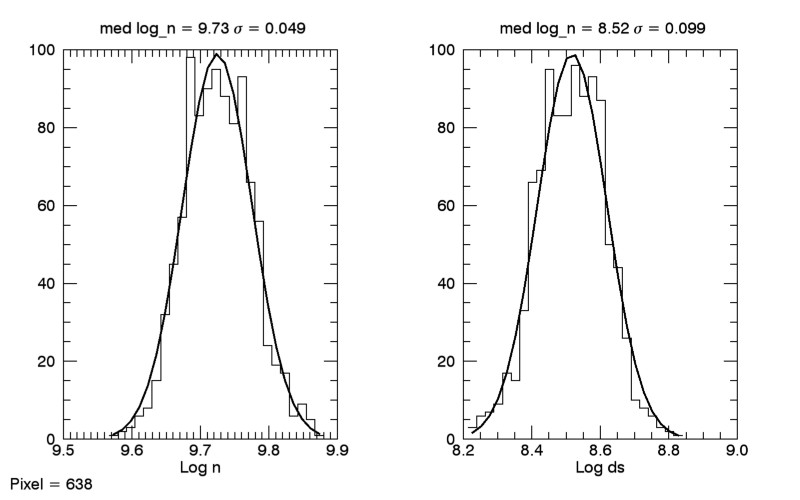 med log_n = 9.73 σ = 0.049
100
80
60
40
20
0
9.5 9.6 9.7 9.8 9.9
Log n
med log_n = 8.52 σ = 0.099
100
80
60
40
20
0
8.2 8.4 8.6 8.8 9.0
Log ds
Pixel = 638